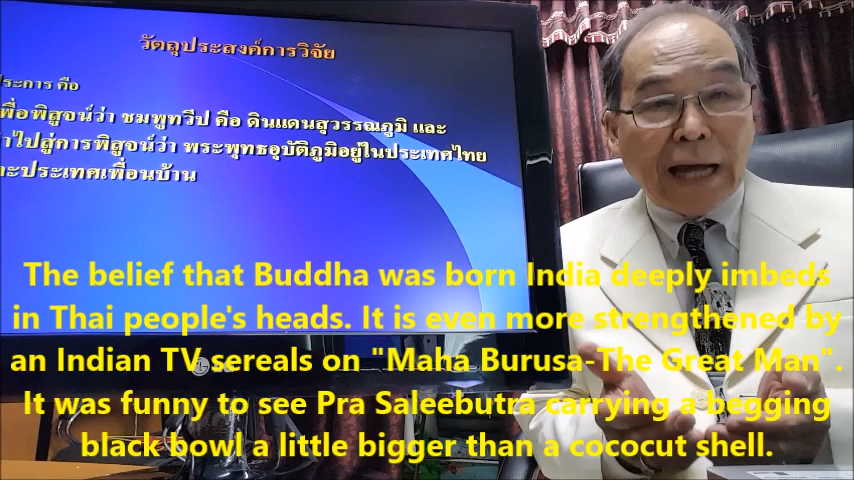 วัตถุประสงค์การวิจัย
ประการ คือ
เพื่อพิสูจน์ว่า ชมพูทวีป คือ ดินแดนสุวรรณภูมิ และ
นำไปสู่การพิสูจน์ว่า พระพุทธอุบัติภูมิอยู่ในประเทศไทย
และประเทศเพื่อนบ้าน
The belief that Buddha was born India deeply imbeds
in Thai people's heads. It is even more strengthened by
an Indian TV sereals on "Maha Burusa-The Great Man".
It was funny to see Pra Saleebutra carrying a begging
black bowl a little bigger than a cococut shell.
LG